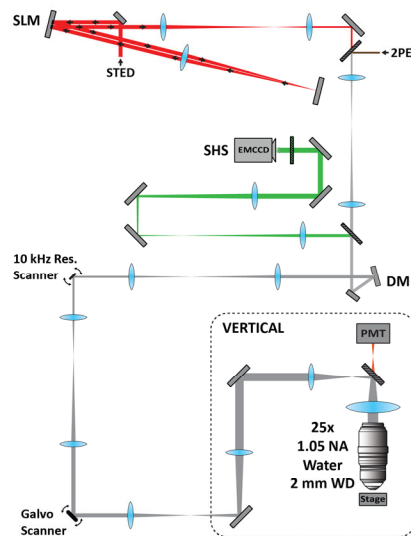 SLM
STED
2PE
SHS
EMCCD
10 kHz Res.
Scanner
DM
VERTICAL
PMT
25x
1.05 NA
Water
2 mm WD
Stage
Galvo
Scanner